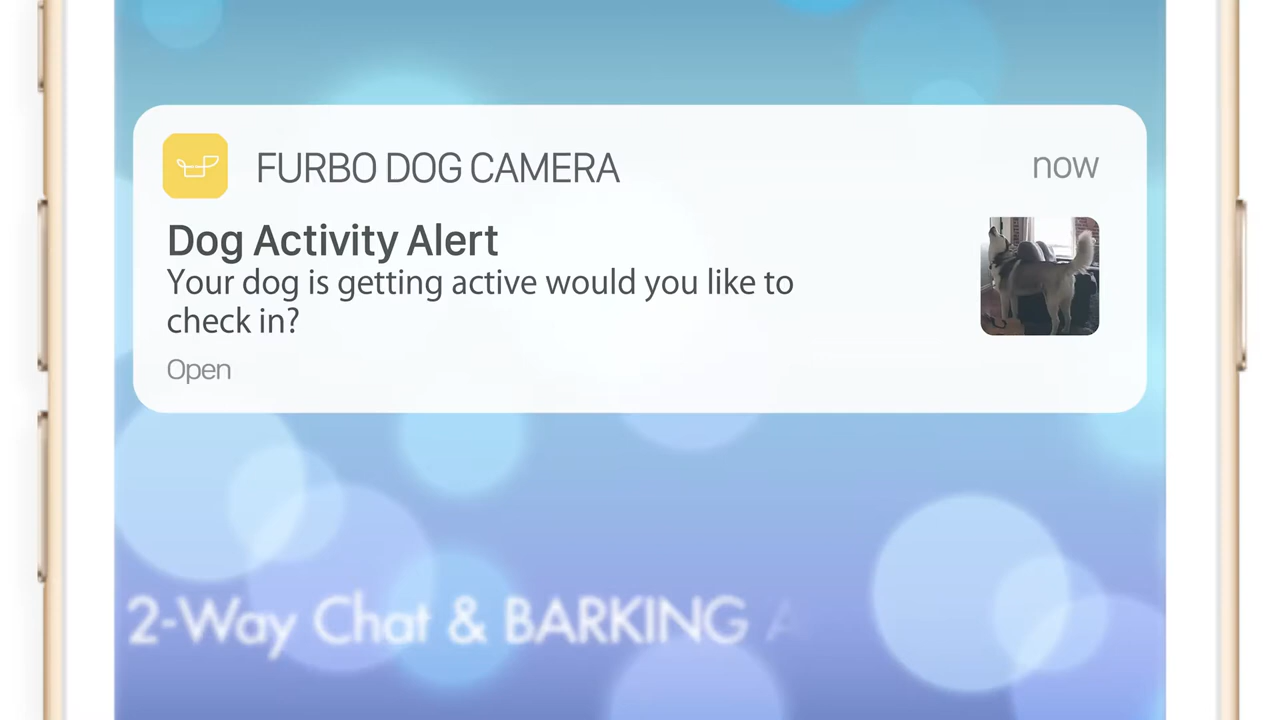 FURBO DOG CAMERA
now
Dog Activity Alert
Your dog is getting active would you like to
check in?
Open
2-Way Chat & BARKING A